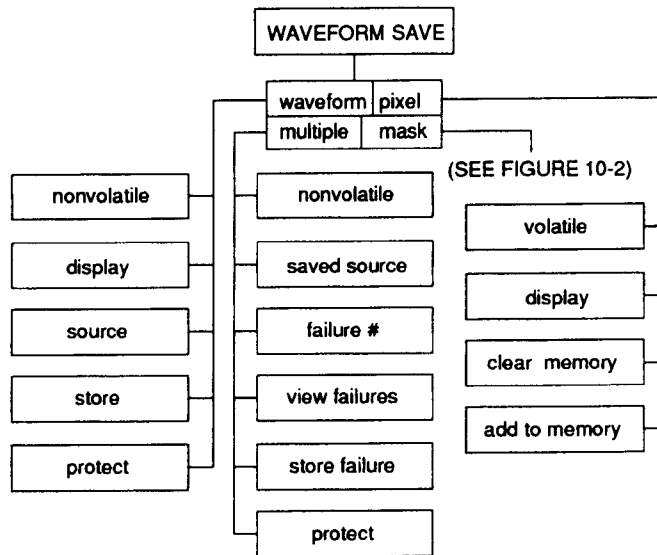 WAVEFORM SAVE
waveform pixel
multiple mask
(SEE FIGURE 10-2)
nonvolatile
display
source
store
protect
nonvolatile
saved source
failure #
view failures
store failure
protect
volatile
display
clear memory
add to memory